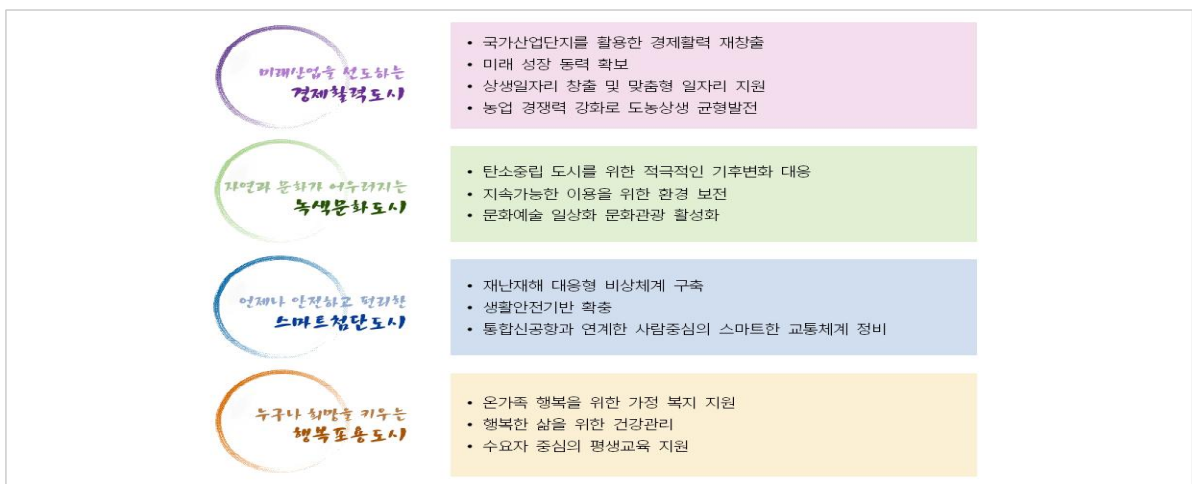 미래산업을 선도하는
경제활력도시
• 국가산업단지를 활용한 경제활력 재창출
• 미래 성장 동력 확보
• 상생일자리 창출 및 맞춤형 일자리 지원
• 농업 경쟁력 강화로 도농상생 균형발전
자연과 문화가 어우러지는
녹색문화도시
• 탄소중립 도시를 위한 적극적인 기후변화 대응
• 지속가능한 이용을 위한 환경 보전
• 문화예술 일상화 문화관광 활성화
언제나 안전하고 편리한
스마트첨단도시
• 재난재해 대응형 비상체계 구축
• 생활안전기반 확충
• 통합신공항과 연계한 사람중심의 스마트한 교통체계 정비
누구나 희망을 키우는
행복포용도시
• 온가족 행복을 위한 가정 복지 지원
• 행복한 삶을 위한 건강관리
• 수요자 중심의 평생교육 지원